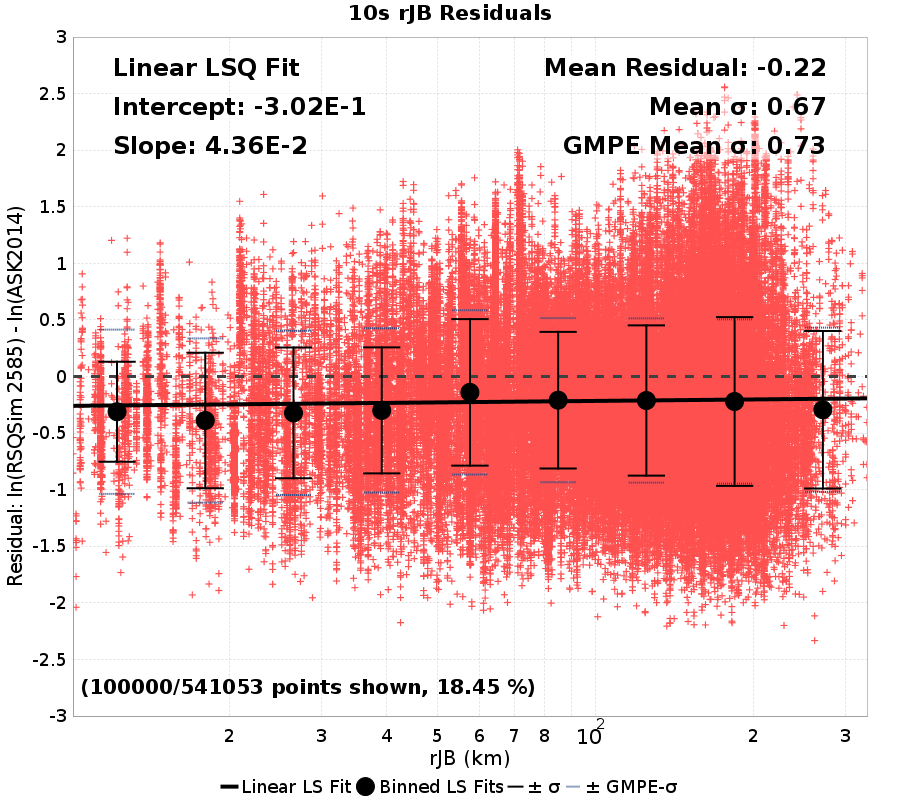 10s rJB Residuals
Linear LSQ Fit
Intercept: -3.02E-1
Slope: 4.36E-2
Mean Residual: -0.22
Mean σ: 0.67
GMPE Mean σ: 0.73
Residual: ln(RSQSim 2585) - ln(ASK2014)
3
2.5
2
1.5
1
0.5
0
-0.5
-1
-1.5
-2
-2.5
-3
(100000/541053 points shown, 18.45 %)
2 3 4 5 6 7 8 10² 2 3
rJB (km)
Linear LS Fit Binned LS Fits ± σ ± GMPE-σ